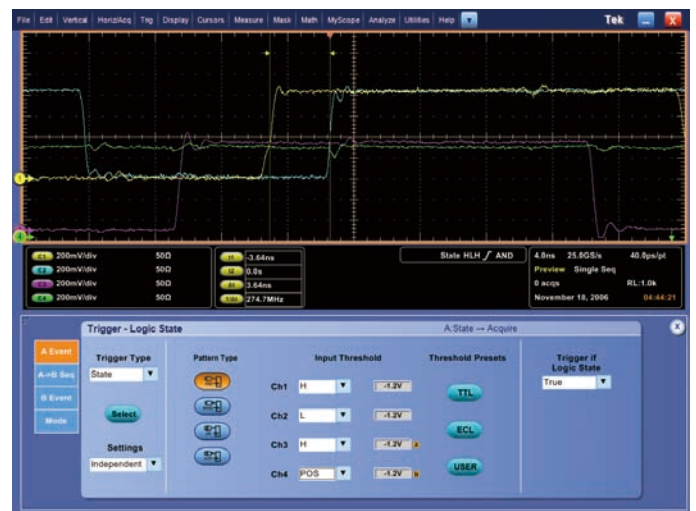 File Edit Vertical Horiz/Acq Trig Display Cursors Measure Mask Math MyScope Analyze Utilities Help Tek X
1
4
C1 200mV/div 50Ω
C2 200mV/div 50Ω
C3 200mV/div 50Ω
C4 200mV/div 50Ω
t1 -3.64ns
t2 0.0s
Δt 3.64ns
1/Δt 274.7MHz
State HLH AND
4.0ns 25.0GS/s 40.0ps/pt
Preview Single Seq
0 acqs RL:1.0k
November 18, 2006 04:44:21
Trigger - Logic State A:State → Acquire X
A Event
A->B Seq
B Event
Mode
Trigger Type
State
Select
Settings
Independent
Pattern Type
Input Threshold
Ch1 H -1.2V
Ch2 L -1.2V
Ch3 H -1.2V
Ch4 POS -1.2V
Threshold Presets
TTL
ECL
USER
Trigger if
Logic State
True